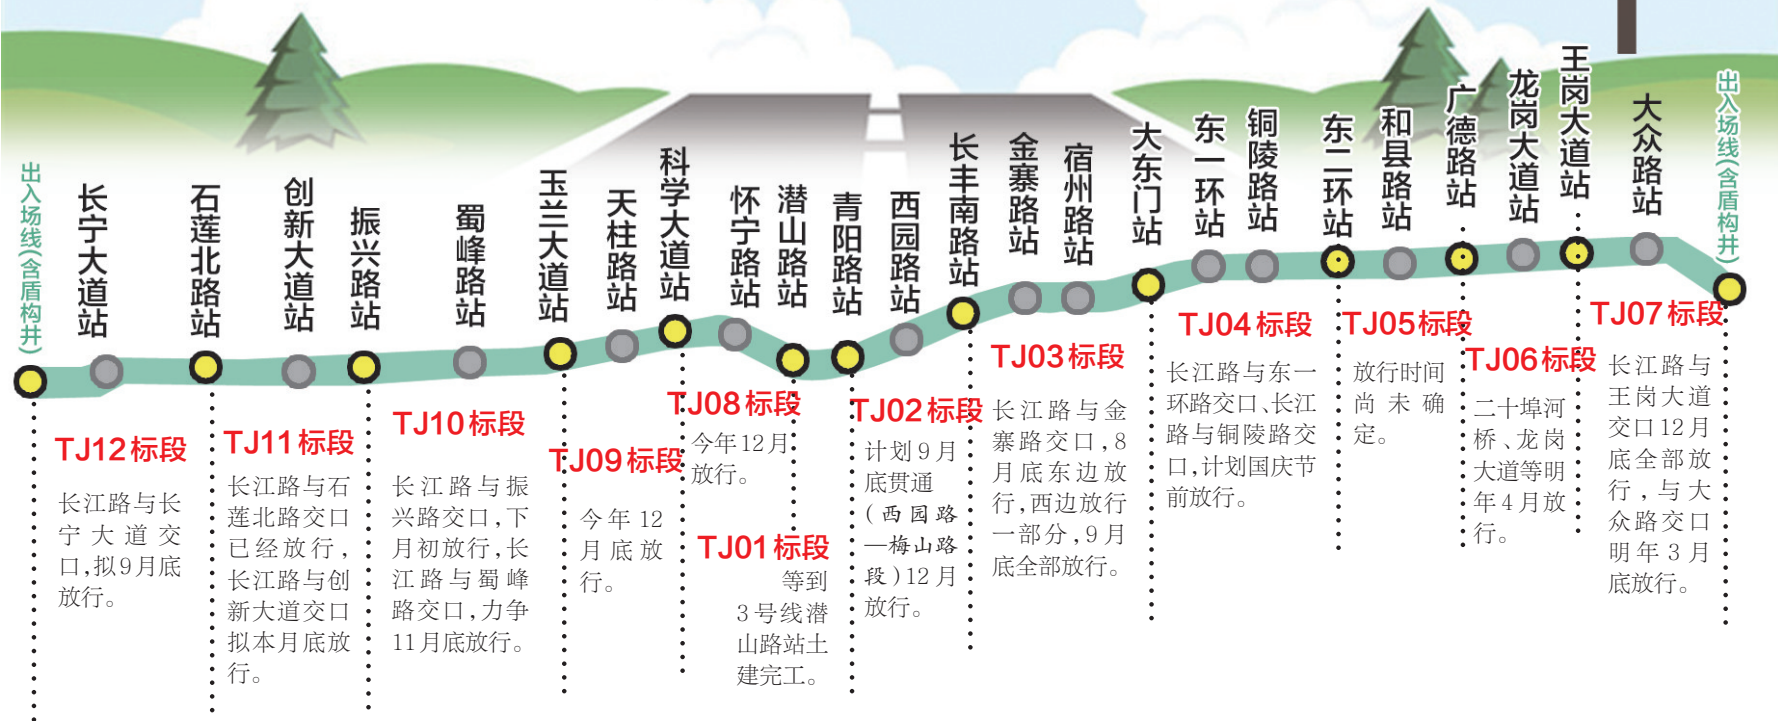 出入场线(含盾构井)
长宁大道站
石莲北路站
创新大道站
振兴路站
蜀峰路站
玉兰大道站
天柱路站
科学大道站
怀宁路站
潜山路站
青阳路站
西园路站
长丰南路站
金寨路站
宿州路站
大东门站
东一环站
铜陵路站
东二环站
和县路站
广德路站
龙岗大道站
王岗大道站
大众路站
出入场线(含盾构井)
TJ12标段
长江路与长
宁大道交
口,拟9月底
放行。
TJ11标段
长江路与石
莲北路交口
已经放行,
长江路与创
新大道交口
拟本月底放
行。
TJ10标段
长江路与振
兴路交口,下
月初放行,长
江路与蜀峰
路交口,力争
11月底放行。
TJ09标段
今年12
月底放
行。
TJ08标段
今年12月
放行。
TJ01标段
等到
3号线潜
山路站土
建完工。
TJ02标段
计划9月
底贯通
(西园路
—梅山路
段)12月
放行。
TJ03标段
长江路与金
寨路交口,8
月底东边放
行,西边放行
一部分,9月
底全部放行。
TJ04标段
长江路与东一
环路交口、长江
路与铜陵路交
口,计划国庆节
前放行。
TJ05标段
放行时间
尚未确
定。
TJ06标段
二十埠河
桥、龙岗
大道等明
年4月放
行。
TJ07标段
长江路与
王岗大道
交口12月
底全部放
行,与大
众路交口
明年3月
底放行。